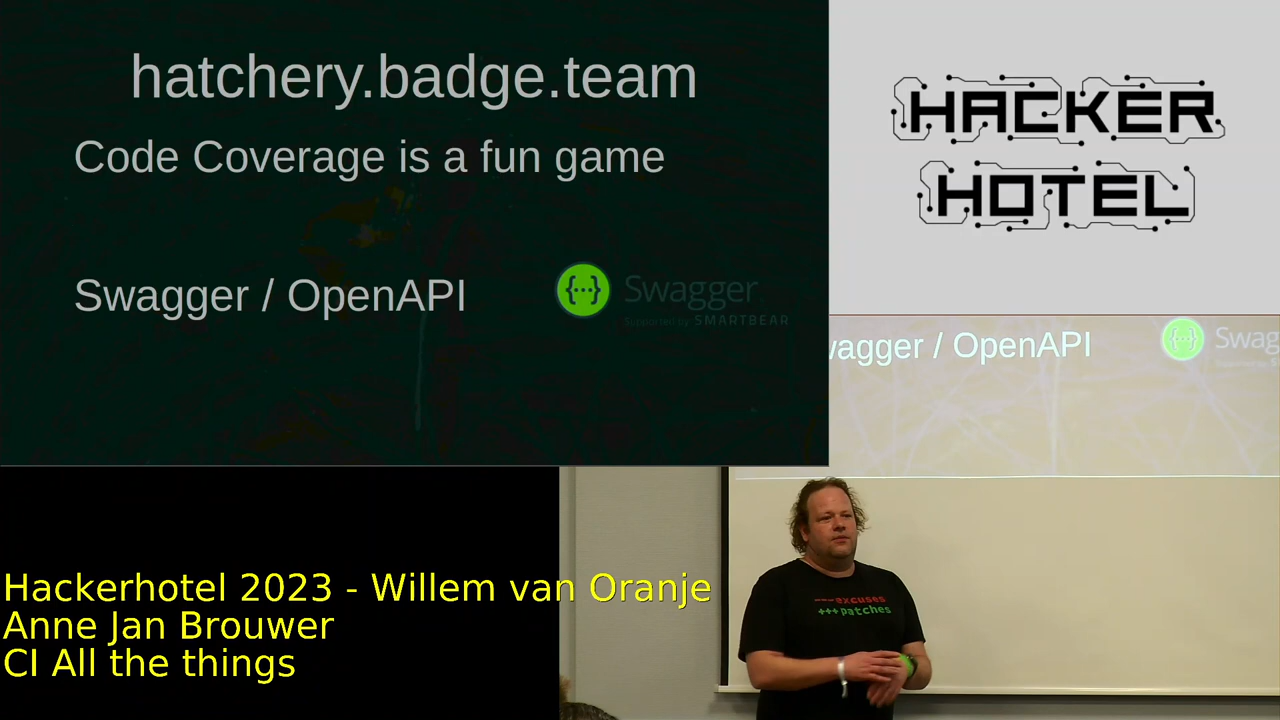 hatchery.badge.team
Code Coverage is a fun game
Swagger / OpenAPI
Swagger
Supported by SMARTBEAR
HACKER
HOTEL
wagger / OpenAPI
Swag
---excuses
+++patches
Hackerhotel 2023 - Willem van Oranje
Anne Jan Brouwer
CI All the things